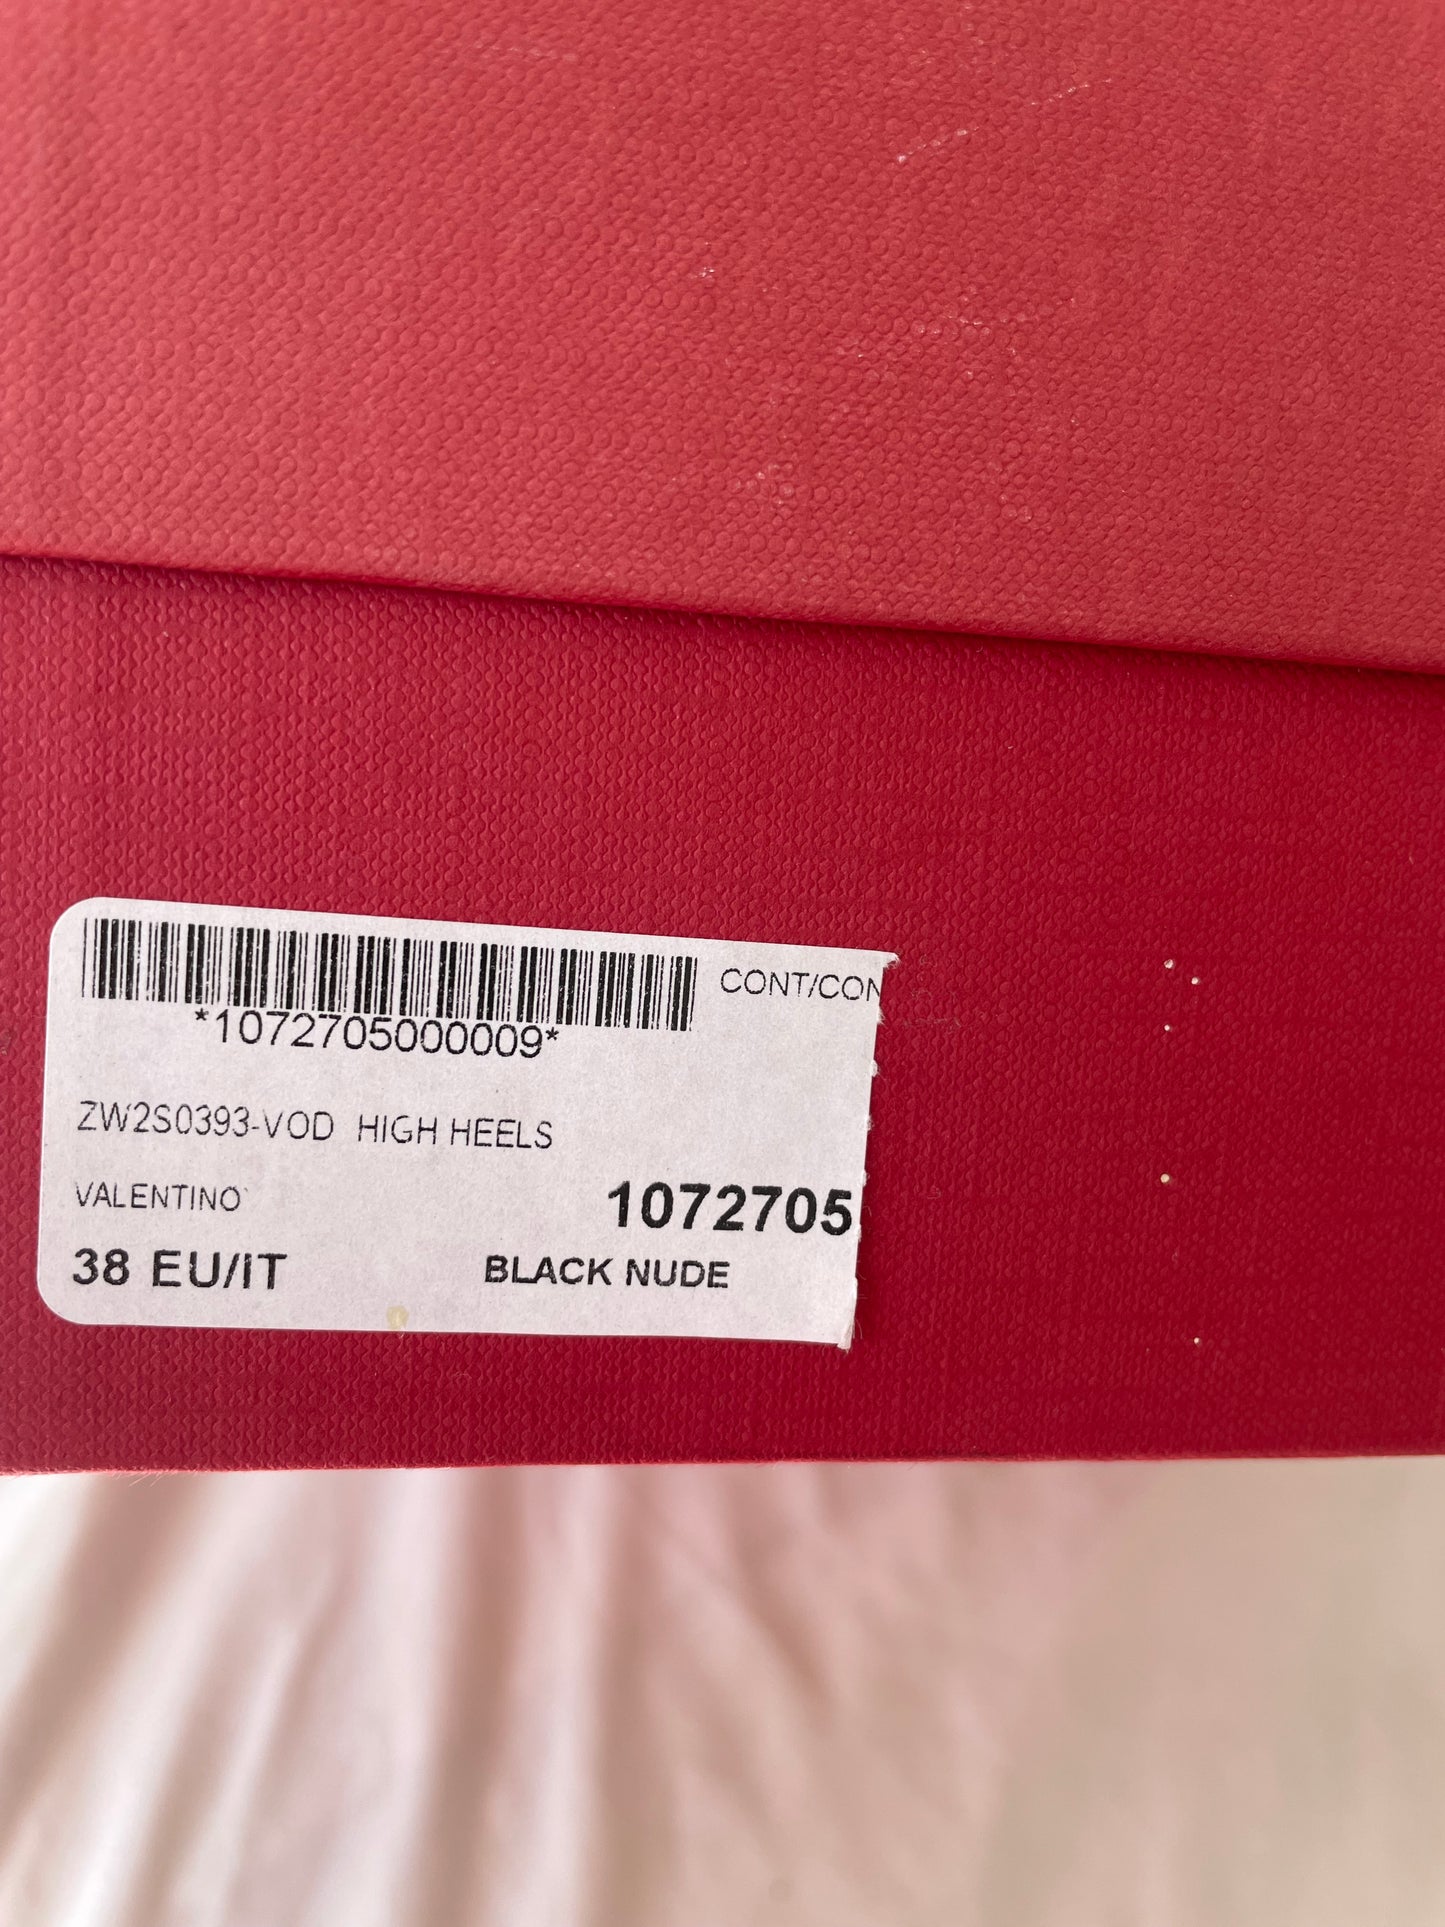 CONT/CON
*1072705000009*
ZW2S0393-VOD HIGH HEELS
VALENTINO
1072705
38 EU/IT
BLACK NUDE